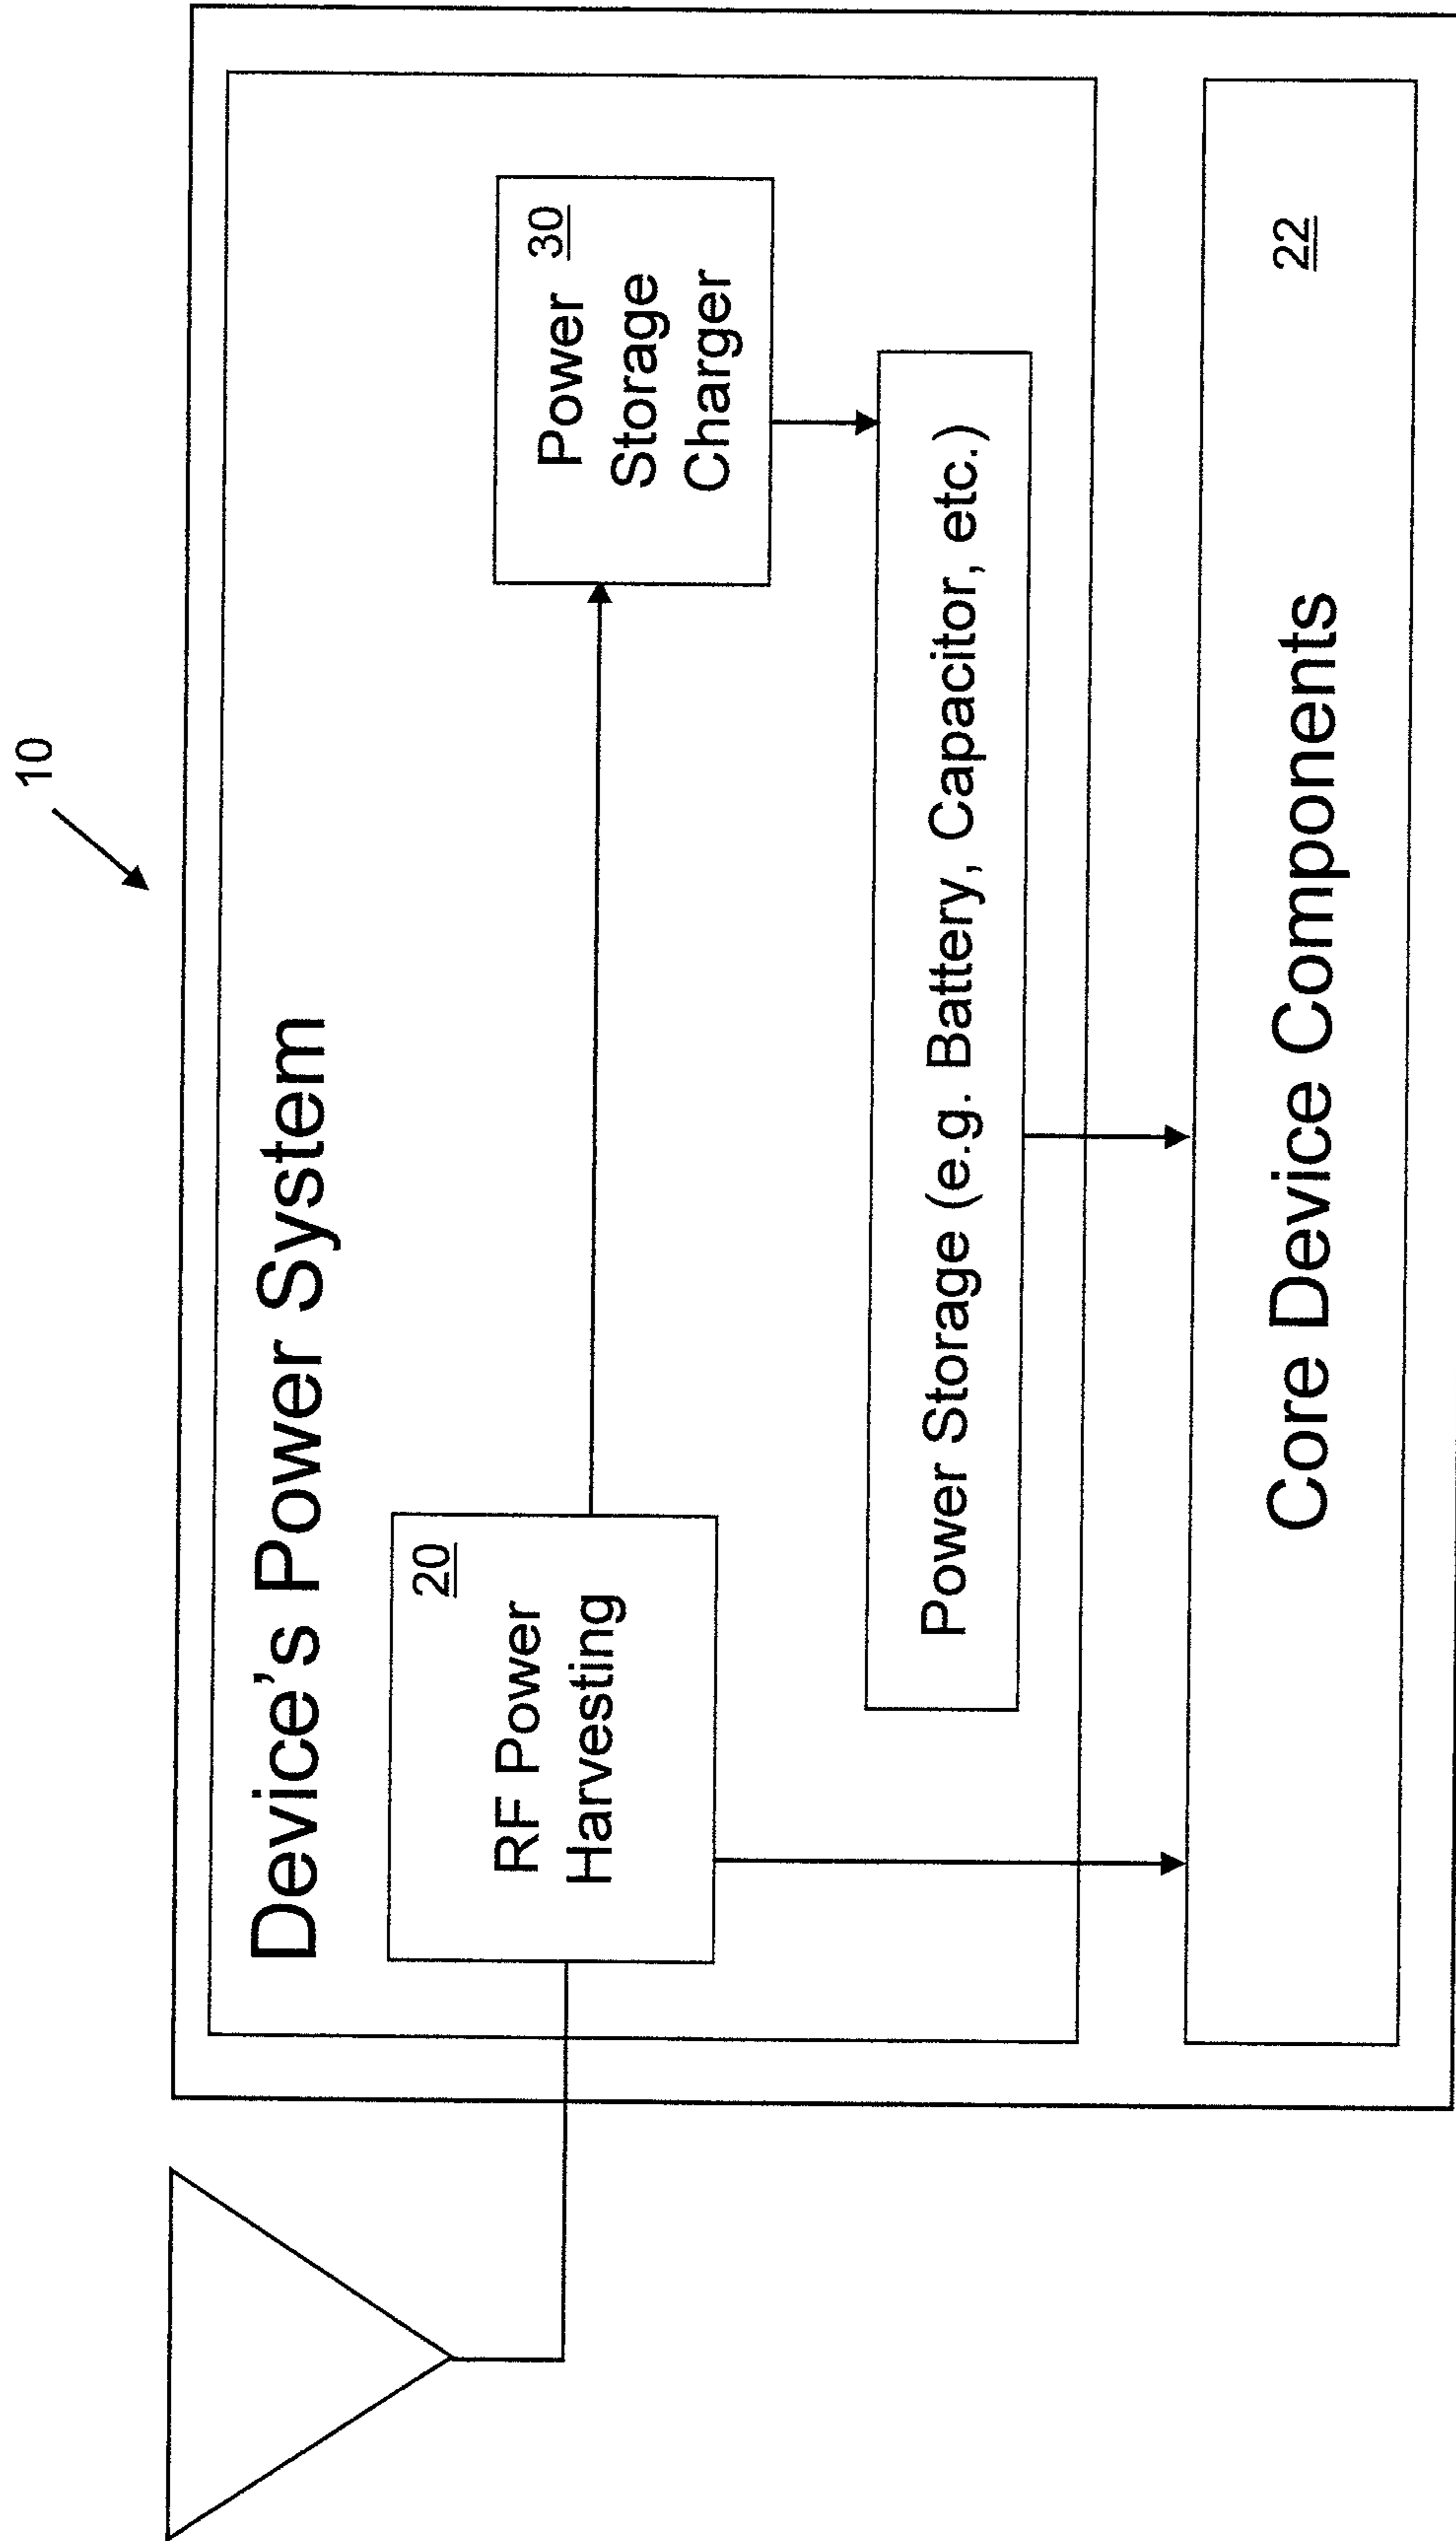 10
Device's Power System
20
RF Power
Harvesting
Power 30
Storage
Charger
Power Storage (e.g. Battery, Capacitor, etc.)
Core Device Components
22